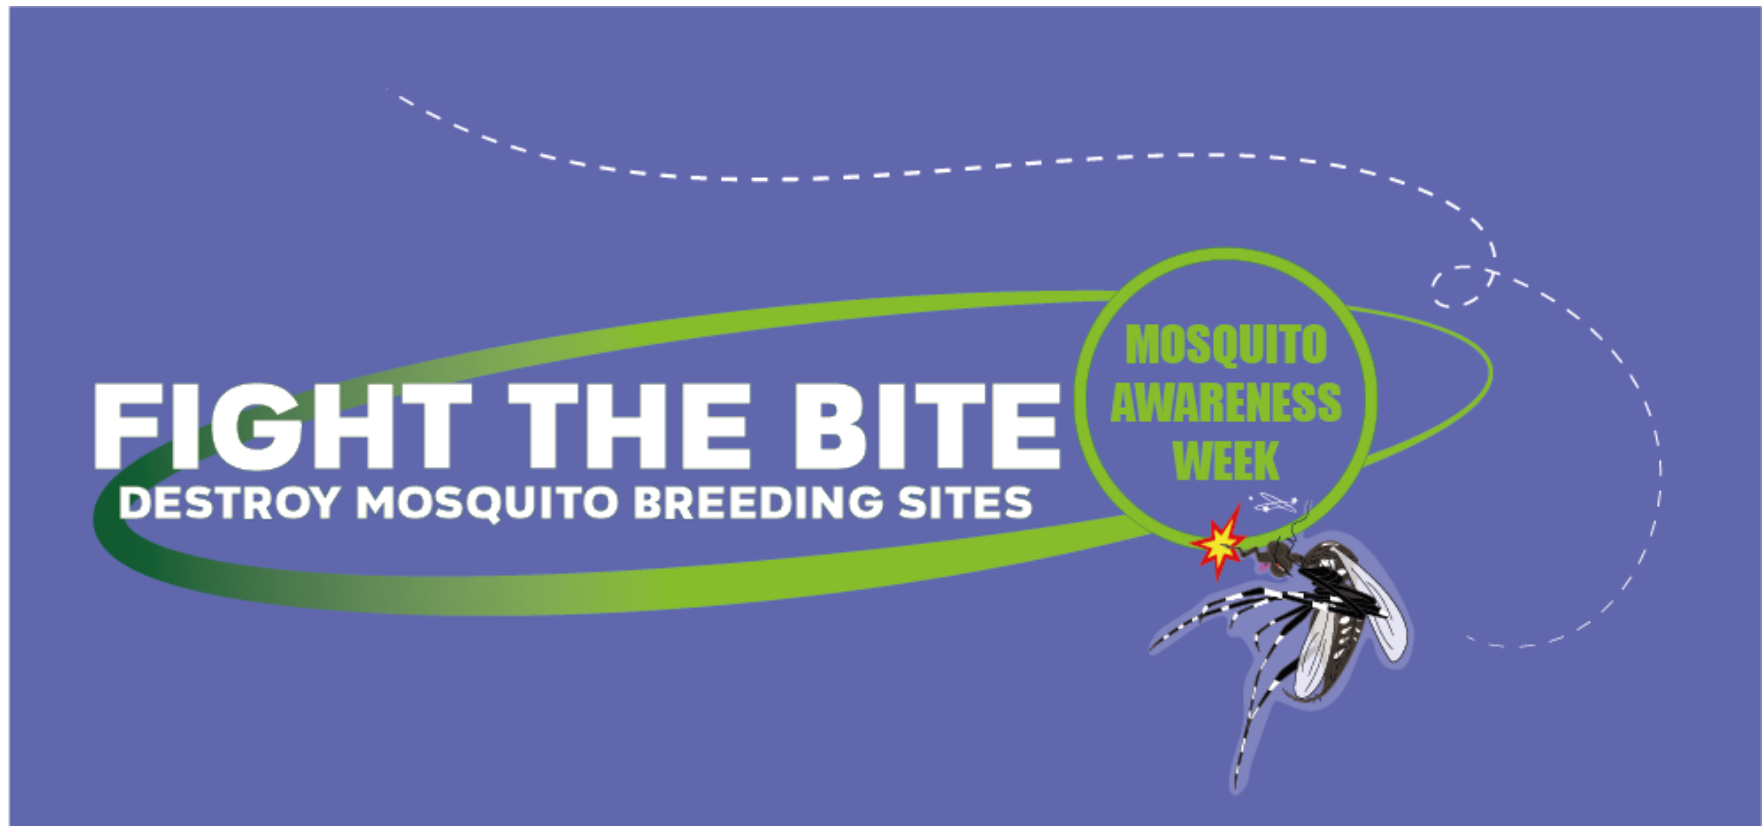 FIGHT THE BITE
DESTROY MOSQUITO BREEDING SITES
MOSQUITO
AWARENESS
WEEK